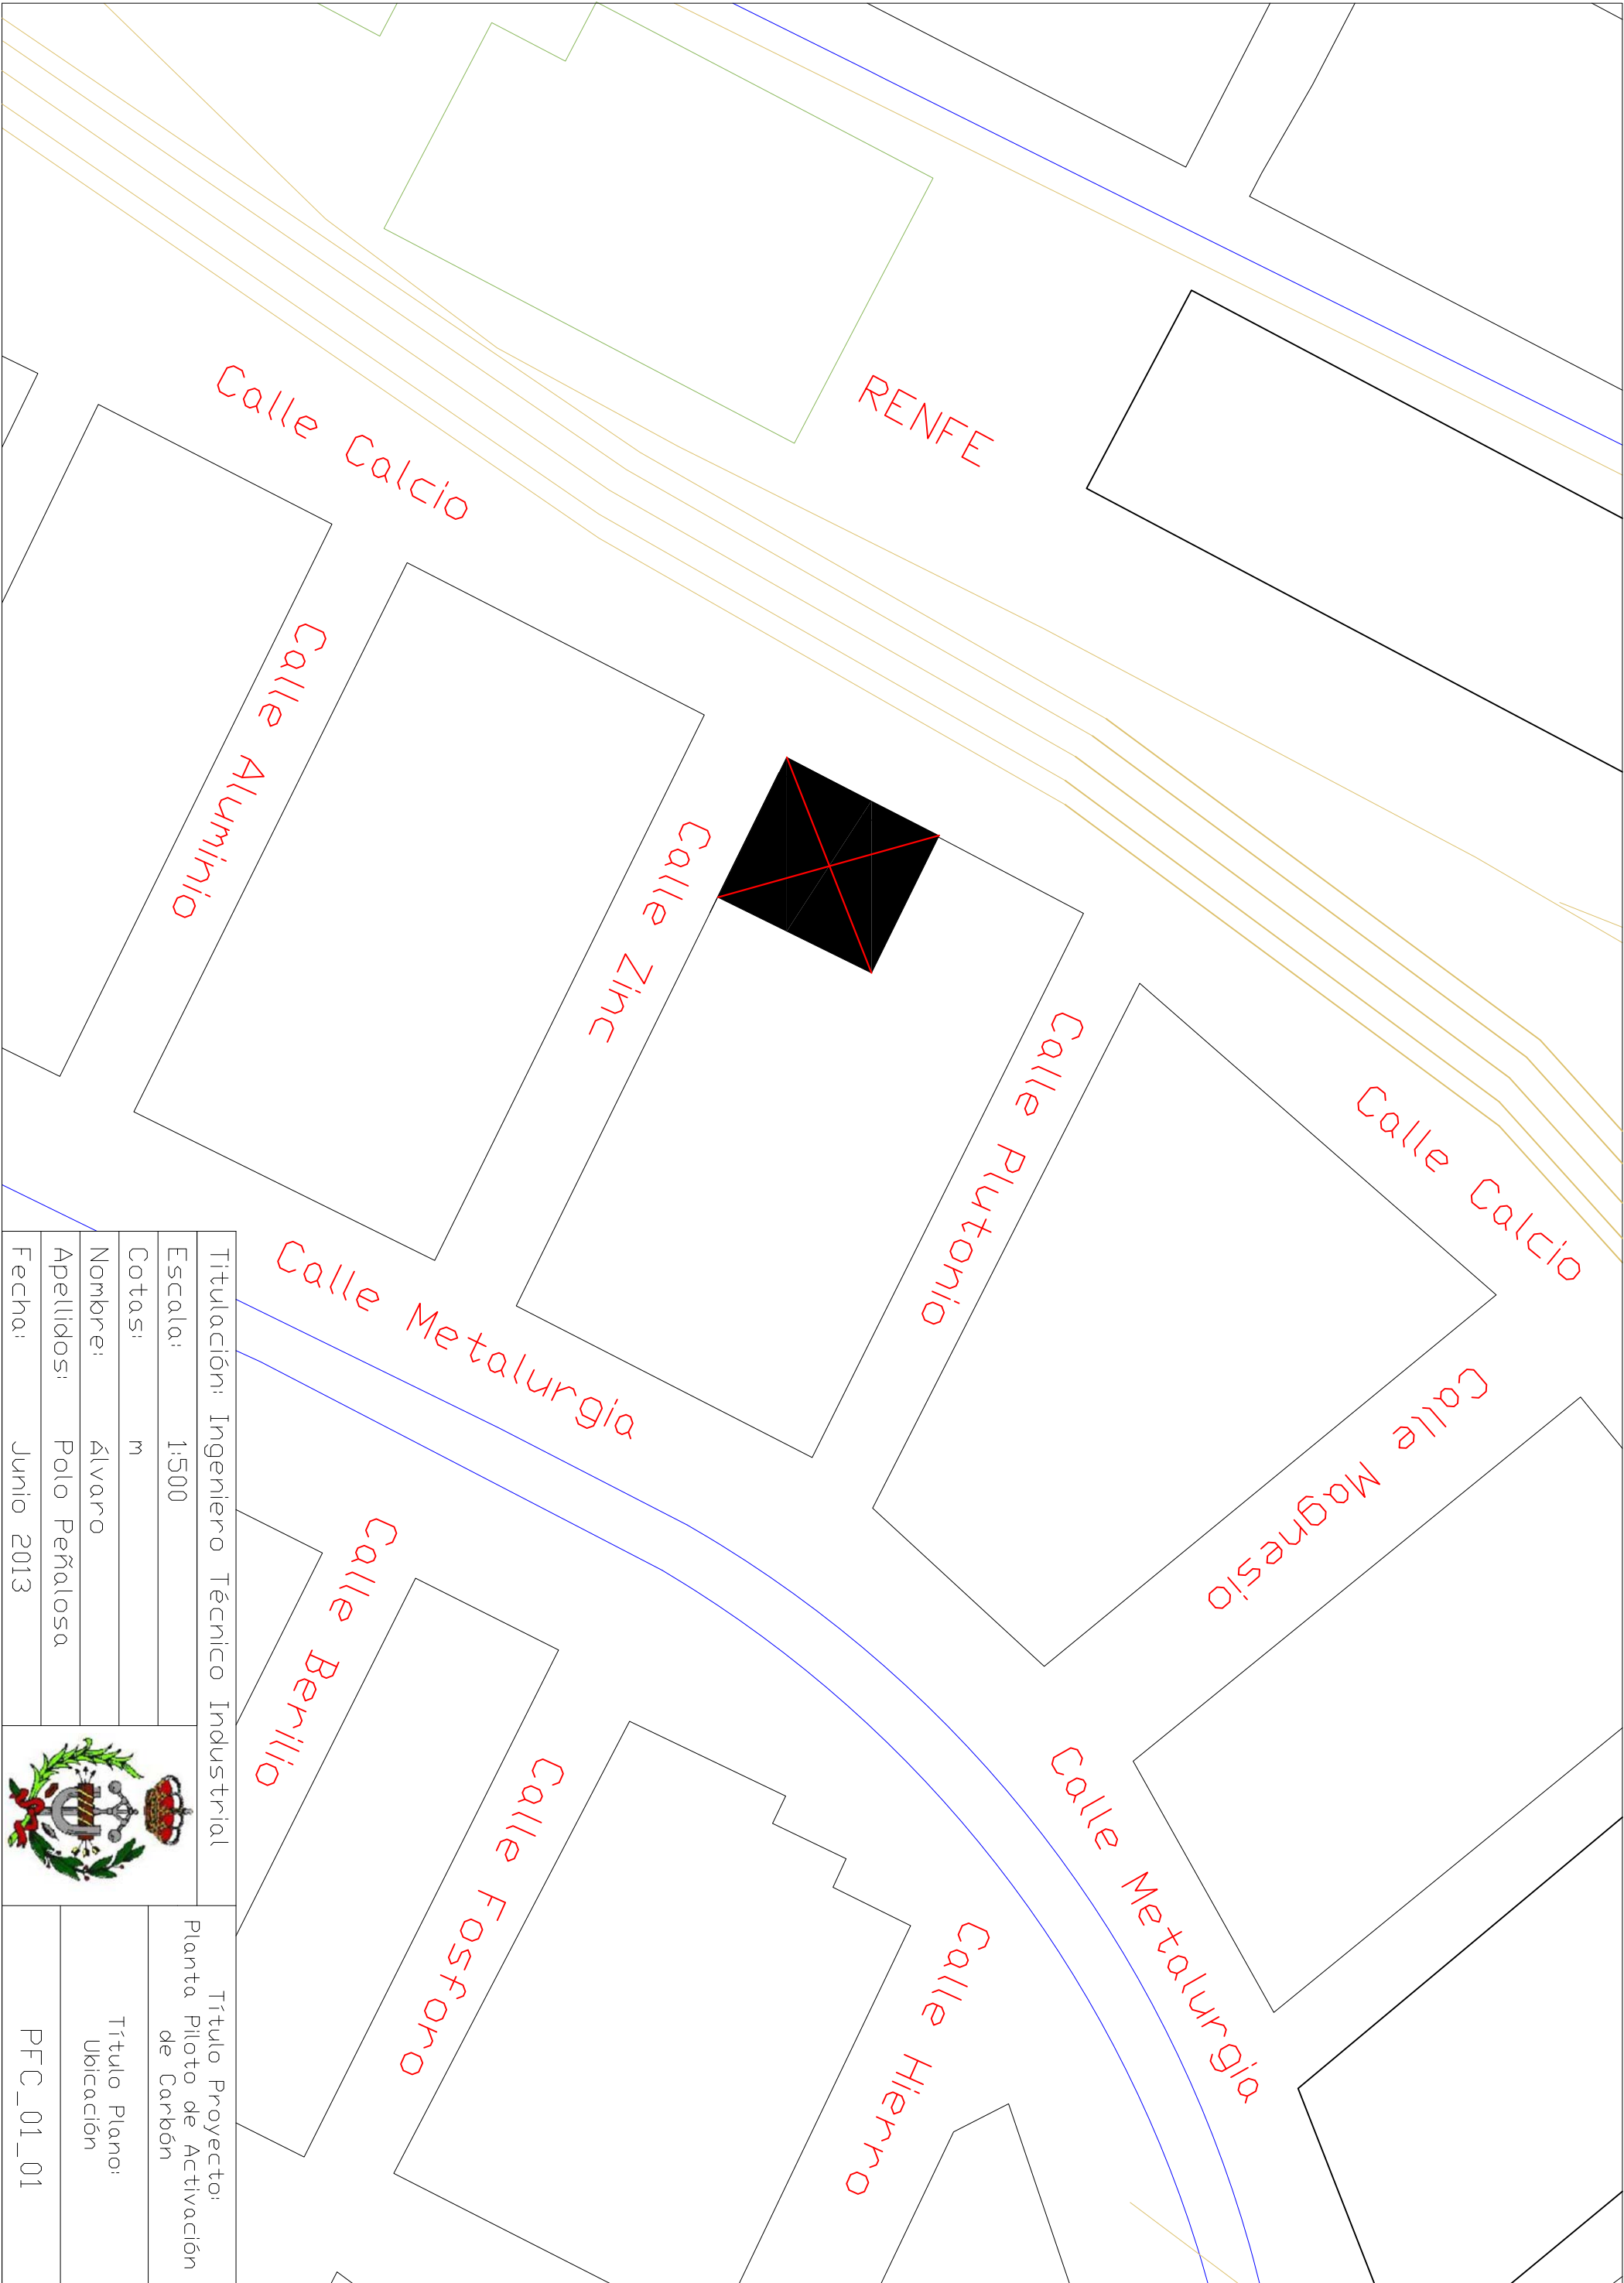 RENFE
Calle Calcio
Calle Calcio
Calle Aluminio
Calle Zinc
Calle Plutonio
Calle Magnesio
Calle Metalurgia
Calle Metalurgia
Calle Berilio
Calle Fosforo
Calle Hierro
Titulación: Ingeniero Técnico Industrial
Escala: 1:500
Cotas: m
Nombre: Álvaro
Apellidos: Polo Peñalosa
Fecha: Junio 2013
Título Proyecto:
Planta Piloto de Activación
de Carbón
Título Plano:
Ubicación
PFC_01_01